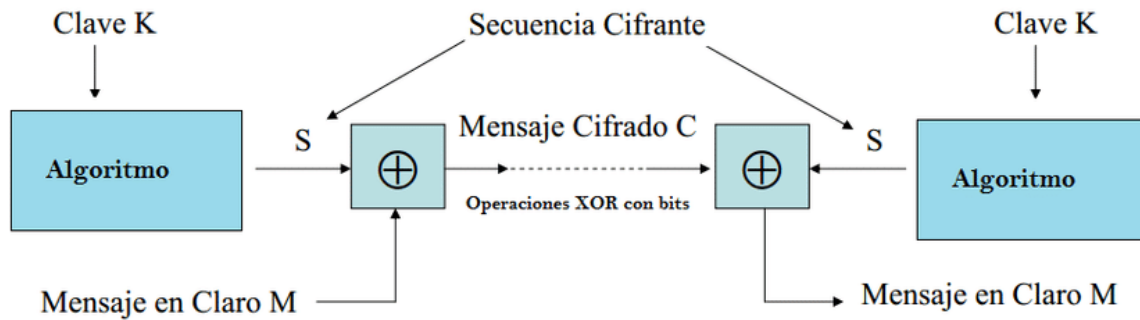 Clave K
Secuencia Cifrante
Clave K
Algoritmo
S
⊕
Mensaje Cifrado C
⊕
S
Algoritmo
Operaciones XOR con bits
Mensaje en Claro M
Mensaje en Claro M